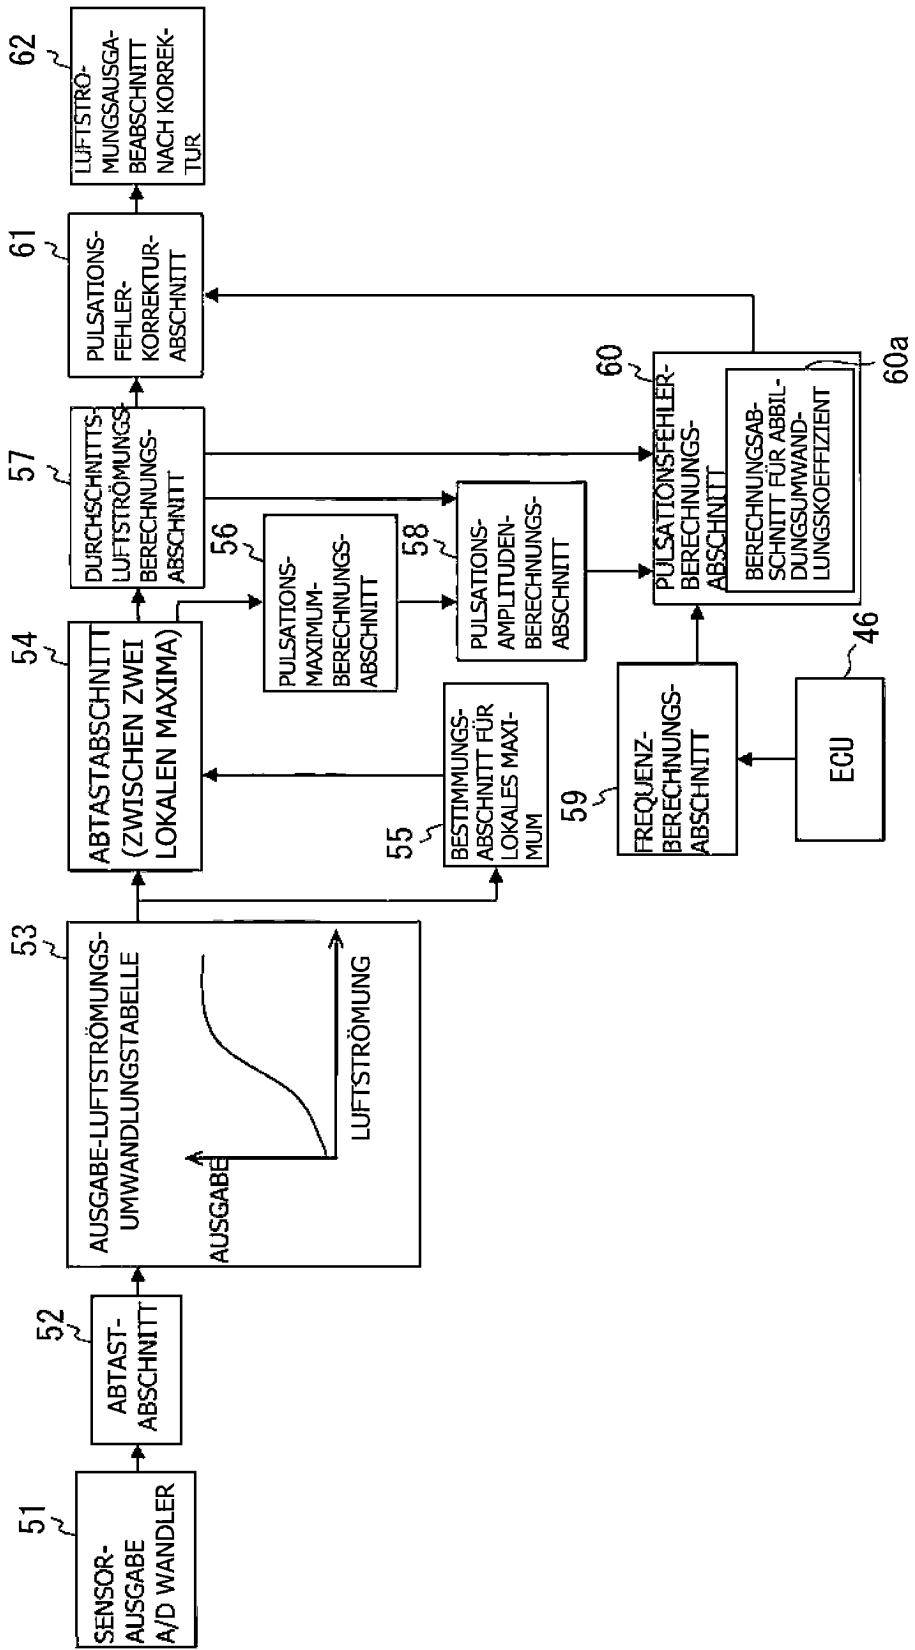 51
SENSOR-
AUSGABE
A/D WANDLER
52
ABTAST-
ABSCHNITT
53
AUSGABE-LUFTSTRÖMUNGS-
UMWANDLUNGSTABELLE
AUSGABE
LUFTSTRÖMUNG
54
ABTASTABSCHNITT
(ZWISCHEN ZWEI
LOKALEN MAXIMA)
55
BESTIMMUNGS-
ABSCHNITT FÜR
LOKALES MAXI-
MUM
56
PULSATIONS-
MAXIMUM-
BERECHNUNGS-
ABSCHNITT
57
DURCHSCHNITTS-
LUFTSTRÖMUNGS-
BERECHNUNGS-
ABSCHNITT
58
PULSATIONS-
AMPLITUDEN-
BERECHNUNGS-
ABSCHNITT
59
FREQUENZ-
BERECHNUNGS-
ABSCHNITT
46
ECU
60
PULSATIONSFEHLER-
BERECHNUNGS-
ABSCHNITT
60a
BERECHNUNGSAB-
SCHNITT FÜR ABBIL-
DUNGSUMWAND-
LUNGSKOEFFIZIENT
61
PULSATIONS-
FEHLER-
KORREKTUR-
ABSCHNITT
62
LUFTSTRÖ-
MUNGSAUSGA-
BEABSCHNITT
NACH KORREK-
TUR